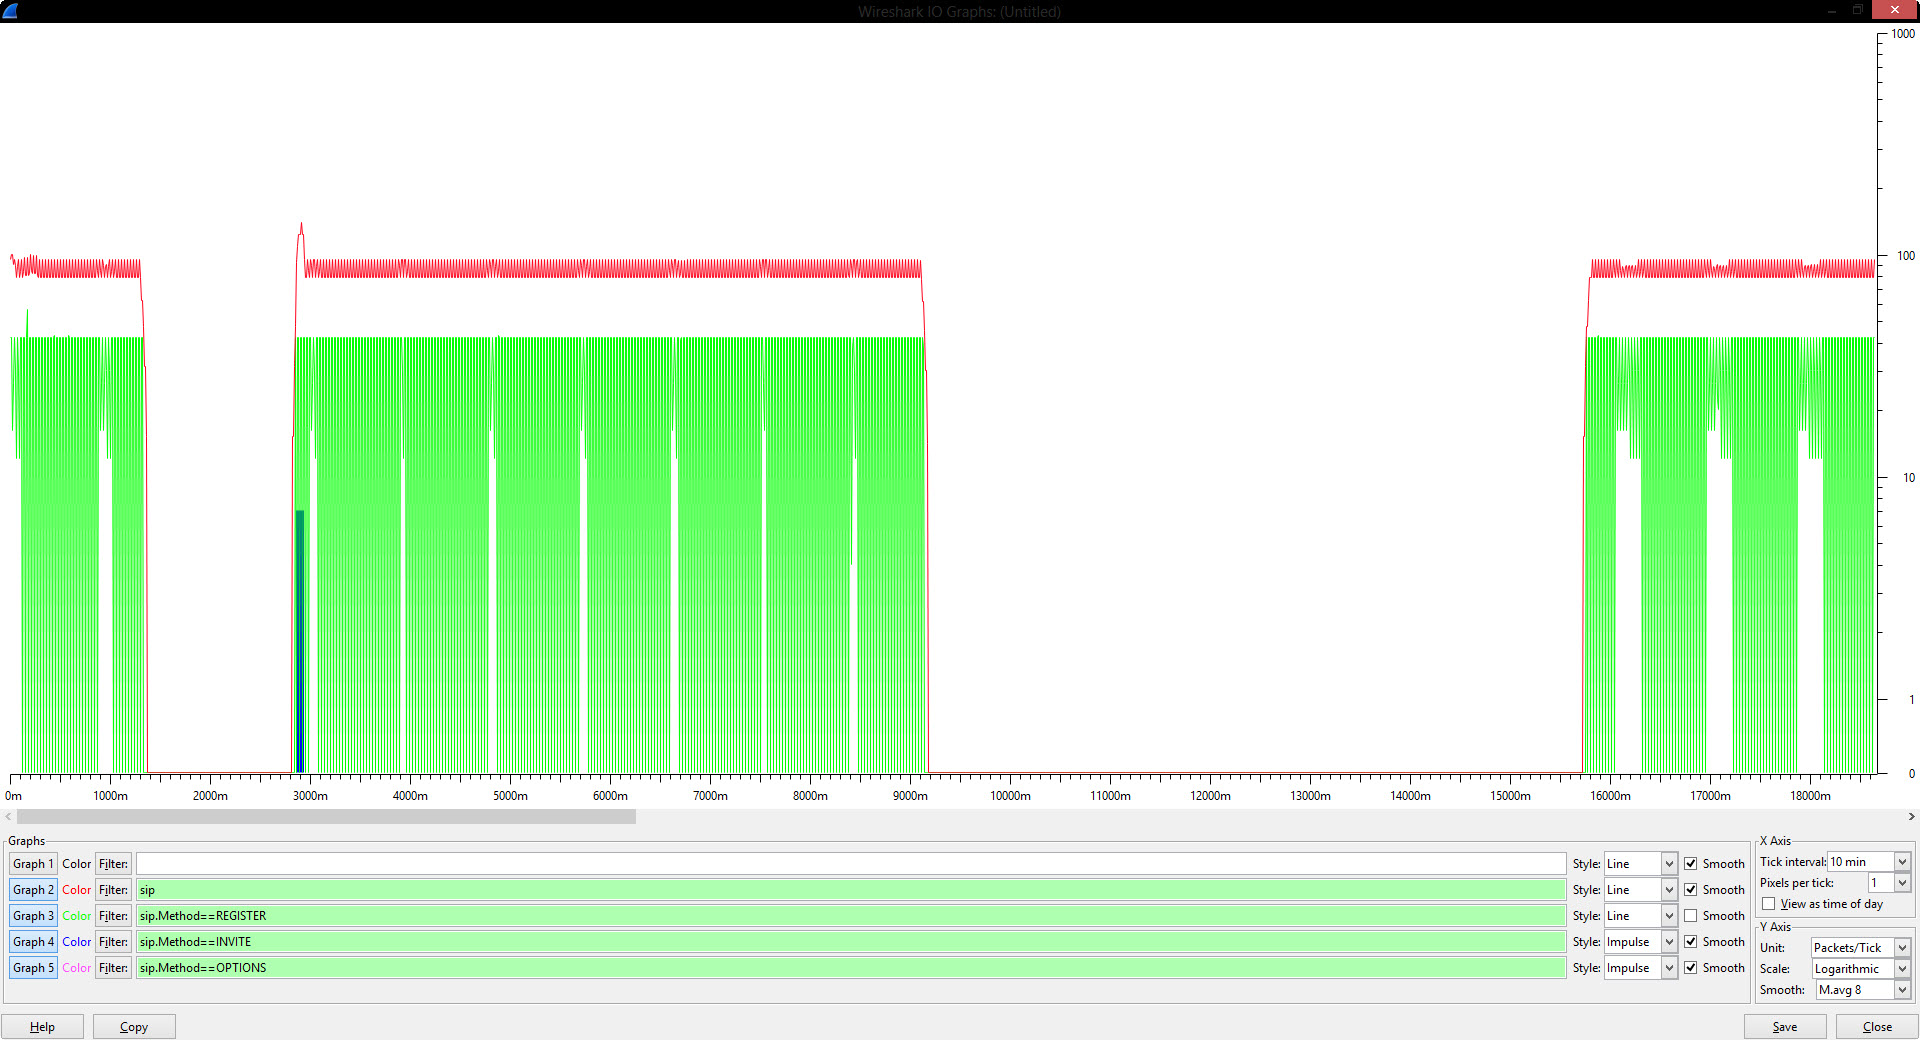 Wireshark IO Graphs: (Untitled)
1000
100
10
1
0
0m 1000m 2000m 3000m 4000m 5000m 6000m 7000m 8000m 9000m 10000m 11000m 12000m 13000m 14000m 15000m 16000m 17000m 18000m
Graphs
Graph 1 Color Filter: Style: Line Smooth
Graph 2 Color Filter: sip Style: Line Smooth
Graph 3 Color Filter: sip.Method==REGISTER Style: Line Smooth
Graph 4 Color Filter: sip.Method==INVITE Style: Impulse Smooth
Graph 5 Color Filter: sip.Method==OPTIONS Style: Impulse Smooth
X Axis
Tick interval: 10 min
Pixels per tick: 1
View as time of day
Y Axis
Unit: Packets/Tick
Scale: Logarithmic
Smooth: M.avg 8
Help Copy Save Close